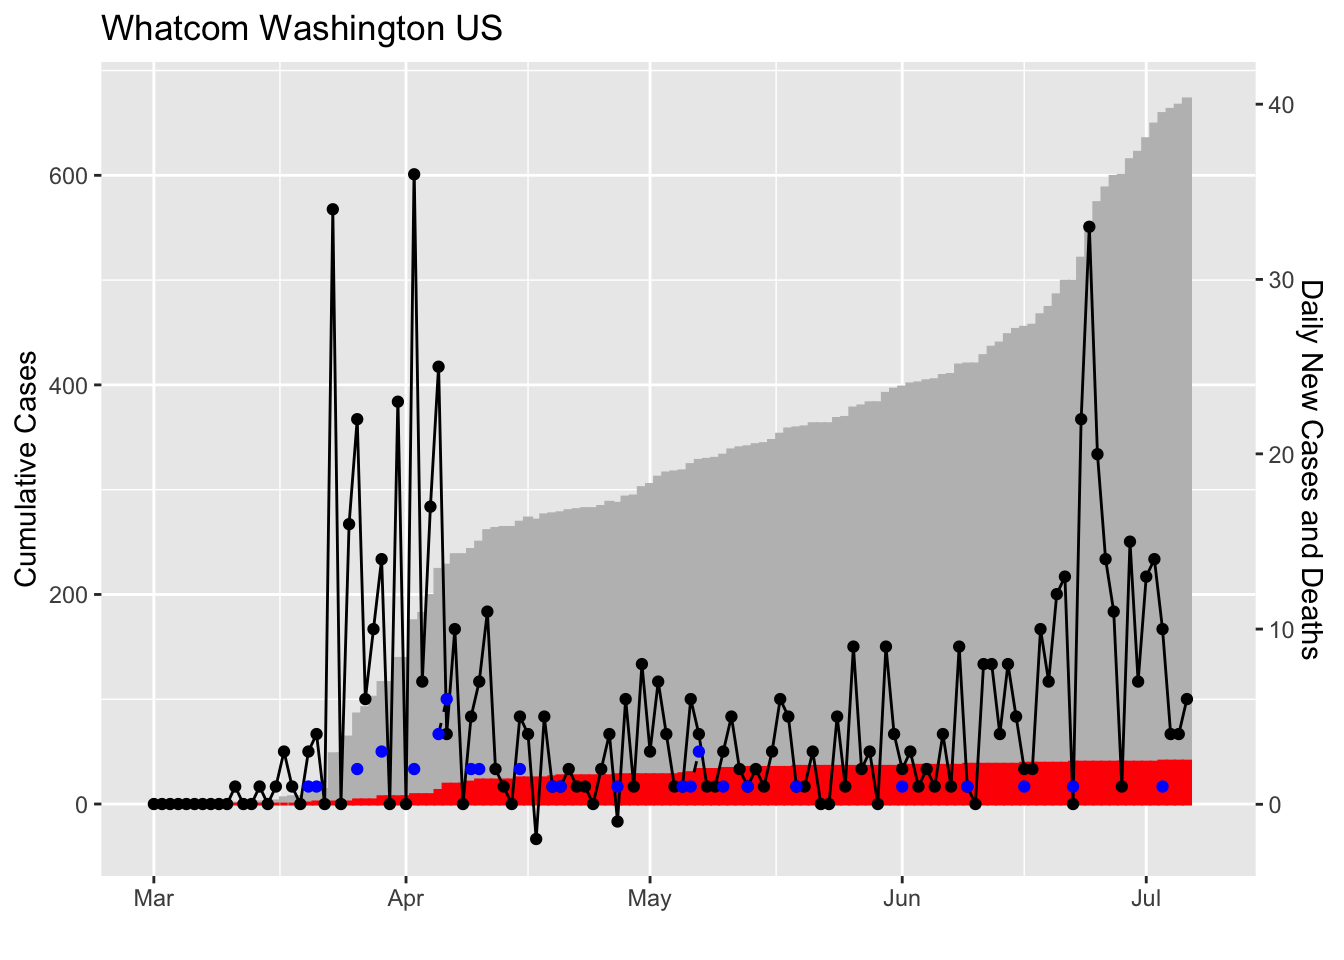 Whatcom Washington US
Cumulative Cases
600
400
200
0
40
30
20
10
0
Daily New Cases and Deaths
Mar
Apr
May
Jun
Jul